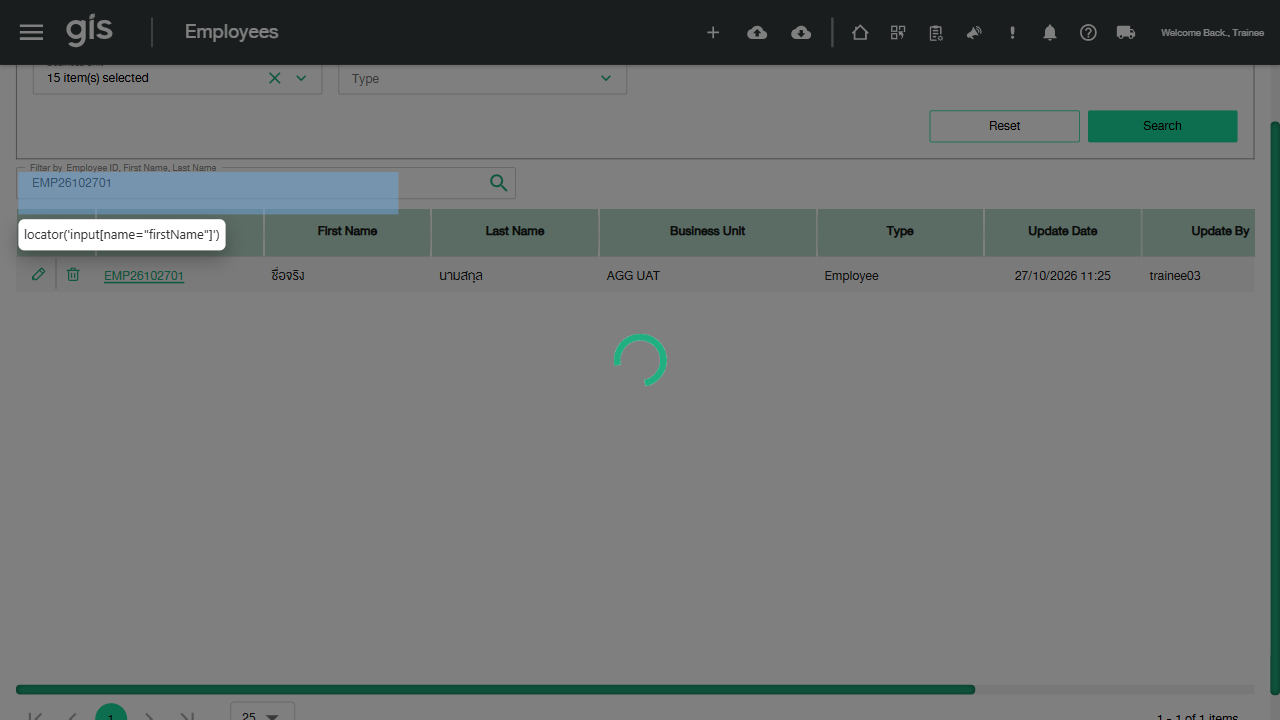 gis
Employees
Welcome Back., Trainee
15 item(s) selected
Type
Reset
Search
Filter by Employee ID, First Name, Last Name
EMP26102701
locator('input[name="firstName"]')
First Name
Last Name
Business Unit
Type
Update Date
Update By
EMP26102701
ชื่อจริง
นามสกุล
AGG UAT
Employee
27/10/2026 11:25
trainee03
1
25
1 - 1 of 1 items